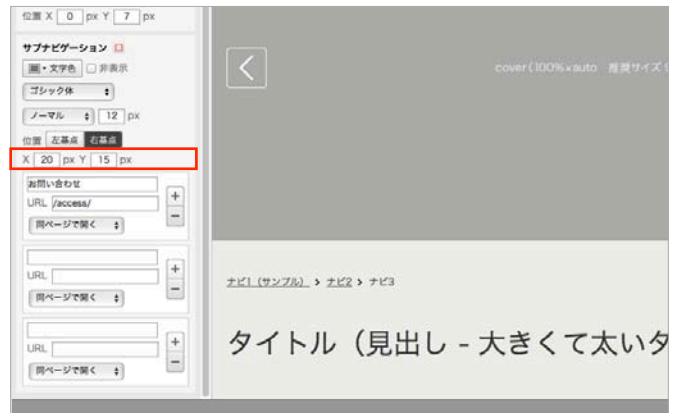 位置 X 0 px Y 7 px
サブナビゲーション
・文字色 非表示
ゴシック体
ノーマル 12 px
位置 左基点 右基点
X 20 px Y 15 px
お問い合わせ
URL /access/
同ページで開く
URL
同ページで開く
URL
同ページで開く
cover(100%×auto 推奨サイズ
ナビ1（サンプル） > ナビ2 > ナビ3
タイトル（見出し - 大きくて太いタ